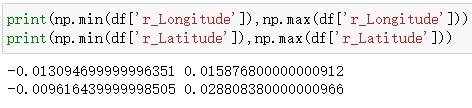 print(np.min(df['r_Longitude']),np.max(df['r_Longitude']))
print(np.min(df['r_Latitude']),np.max(df['r_Latitude']))
-0.013094699999996351 0.015876800000000912
-0.009616439999998505 0.028808380000000966